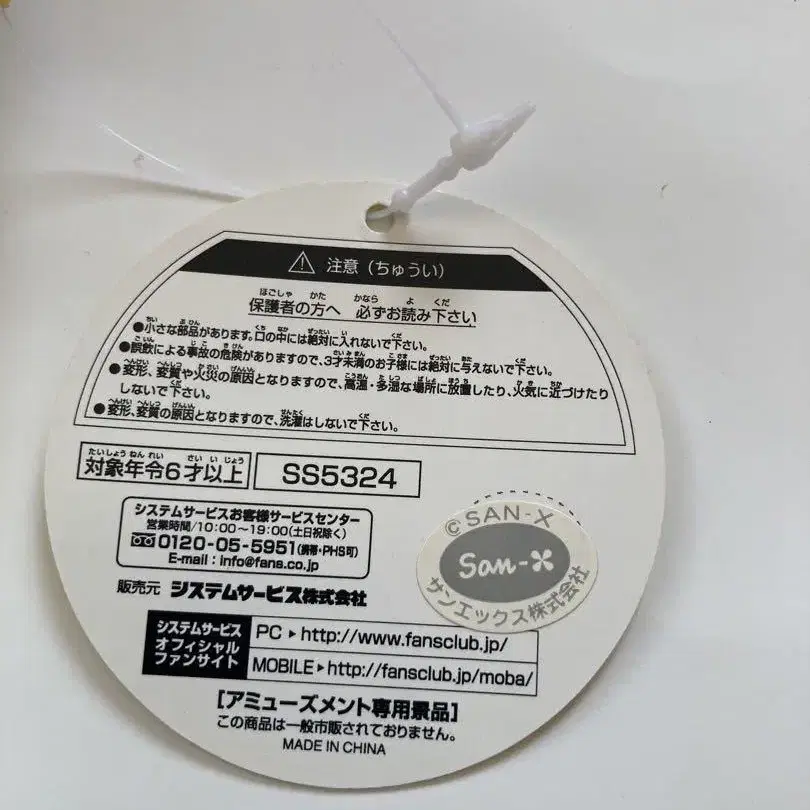 注意（ちゅうい）
保護者の方へ 必ずお読み下さい
●小さな部品があります。口の中には絶対に入れないで下さい。
●誤飲による事故の危険がありますので、3才未満のお子様には絶対に与えないで下さい。
●変形、変質や火災の原因となりますので、高温・多湿な場所に放置したり、火気に近づけたり
しないで下さい。
●変形、変質の原因となりますので、洗濯はしないで下さい。
対象年令6才以上
SS5324
システムサービスお客様サービスセンター
営業時間/10:00～19:00(土日祝除く)
0120-05-5951(携帯・PHS可)
E-mail：info@fans.co.jp
©SAN-X
San-X
サンエックス株式会社
販売元 システムサービス株式会社
システムサービス
オフィシャル
ファンサイト
PC▶http://www.fansclub.jp/
MOBILE▶http://fansclub.jp/moba/
［アミューズメント専用景品］
この商品は一般市販されておりません。
MADE IN CHINA